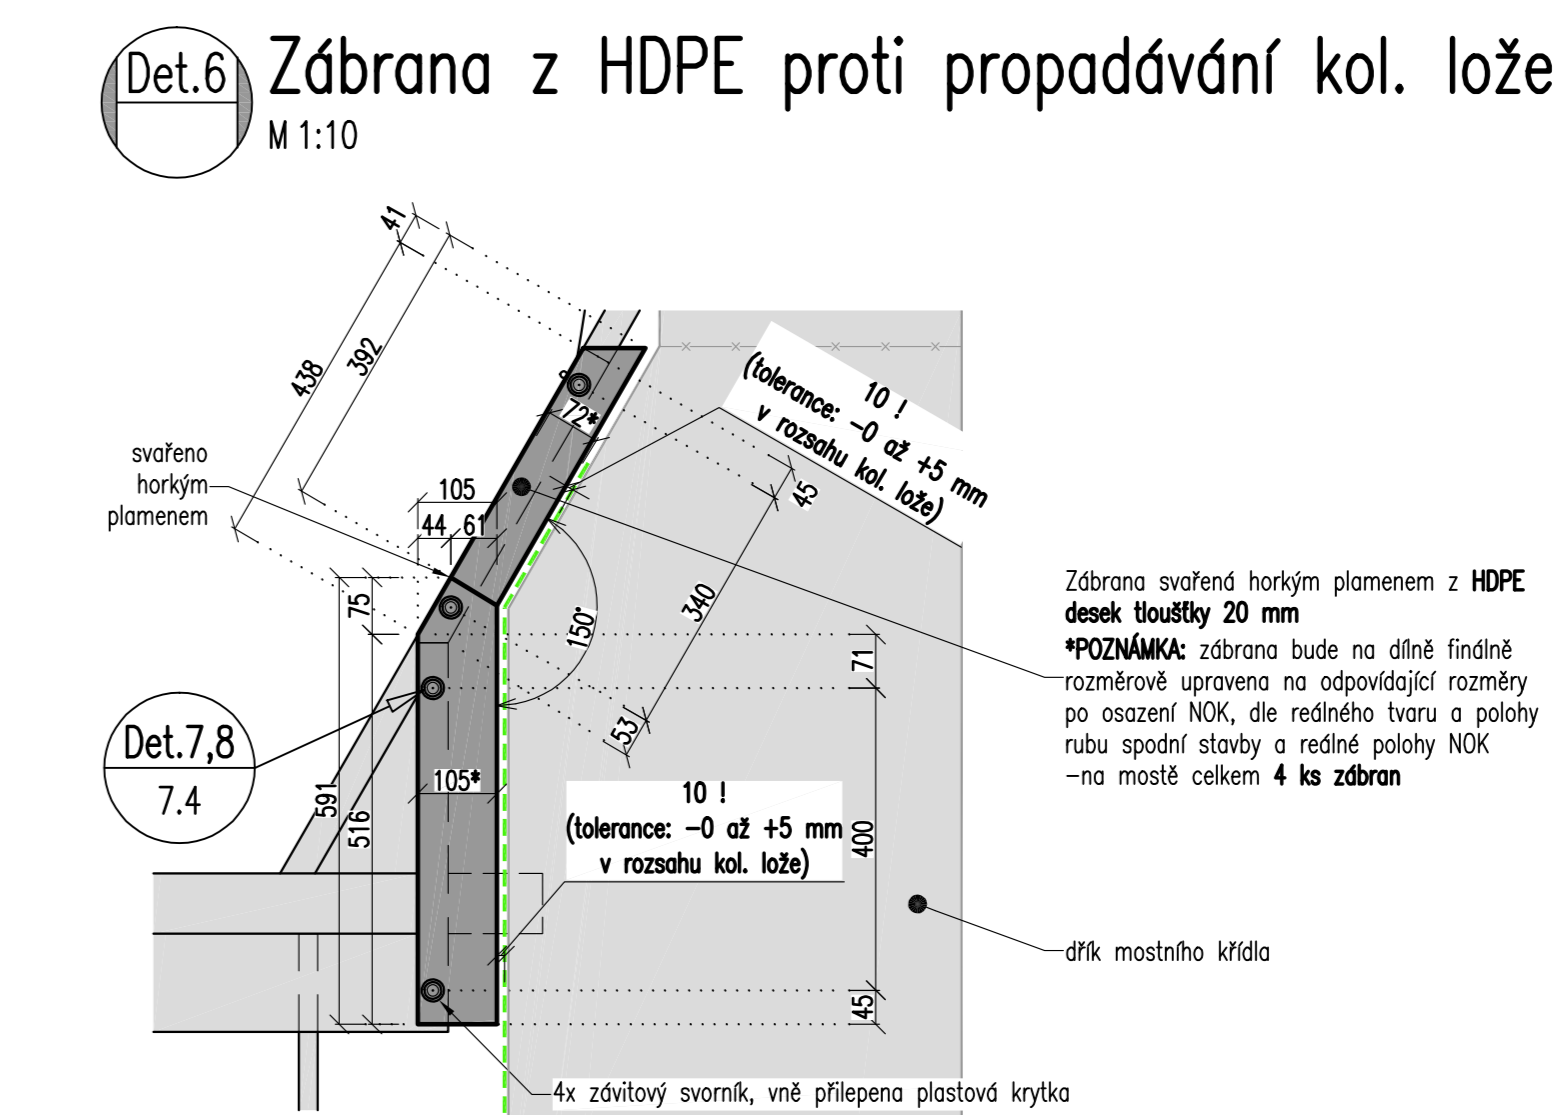 Det.6
Zábrana z HDPE proti propadávání kol. lože
M 1:10
41
438
392
72*
10 !
(tolerance: -0 až +5 mm
v rozsahu kol. lože)
45
svařeno
horkým
plamenem
105
44
61
75
150°
340
53
71
Zábrana svařená horkým plamenem z HDPE
desek tloušťky 20 mm
*POZNÁMKA: zábrana bude na dílně finálně
rozměrově upravena na odpovídající rozměry
po osazení NOK, dle reálného tvaru a polohy
rubu spodní stavby a reálné polohy NOK
-na mostě celkem 4 ks zábran
Det.7,8
7.4
591
516
105*
10 !
(tolerance: -0 až +5 mm
v rozsahu kol. lože)
400
dřík mostního křídla
45
4x závitový svorník, vně přilepena plastová krytka